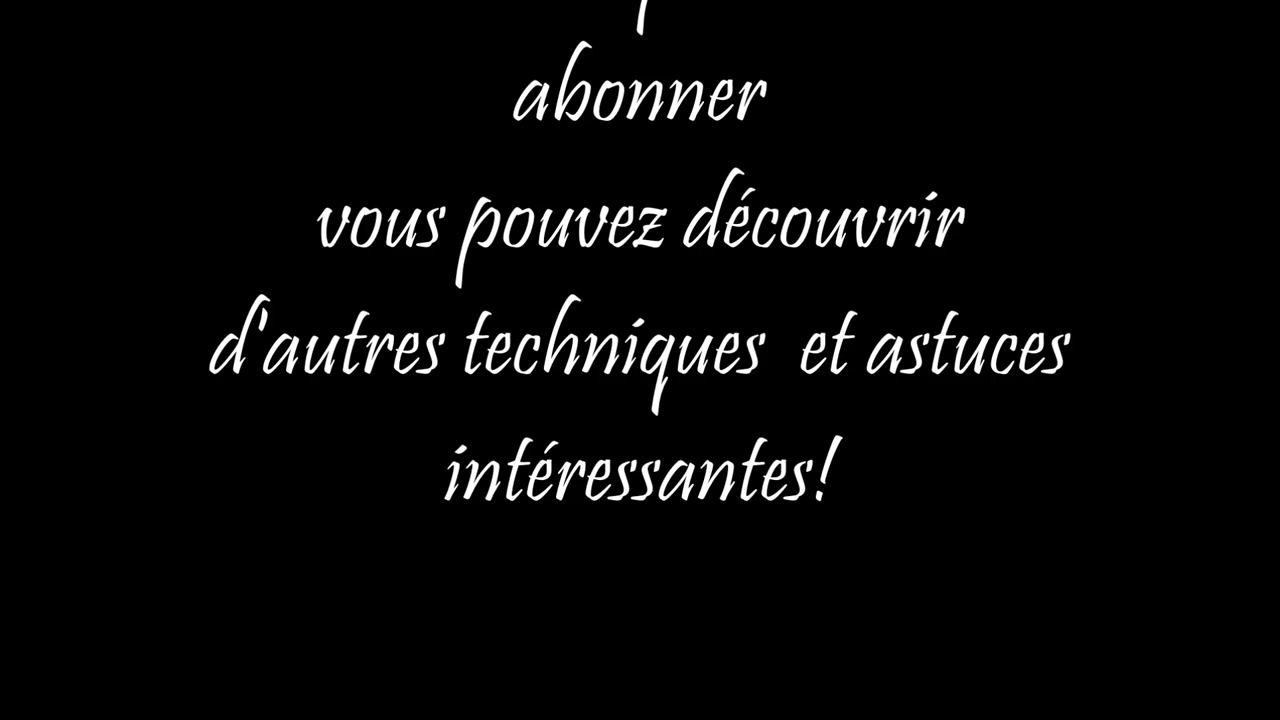 abonner
vous pouvez découvrir
d'autres techniques  et astuces
intéressantes!